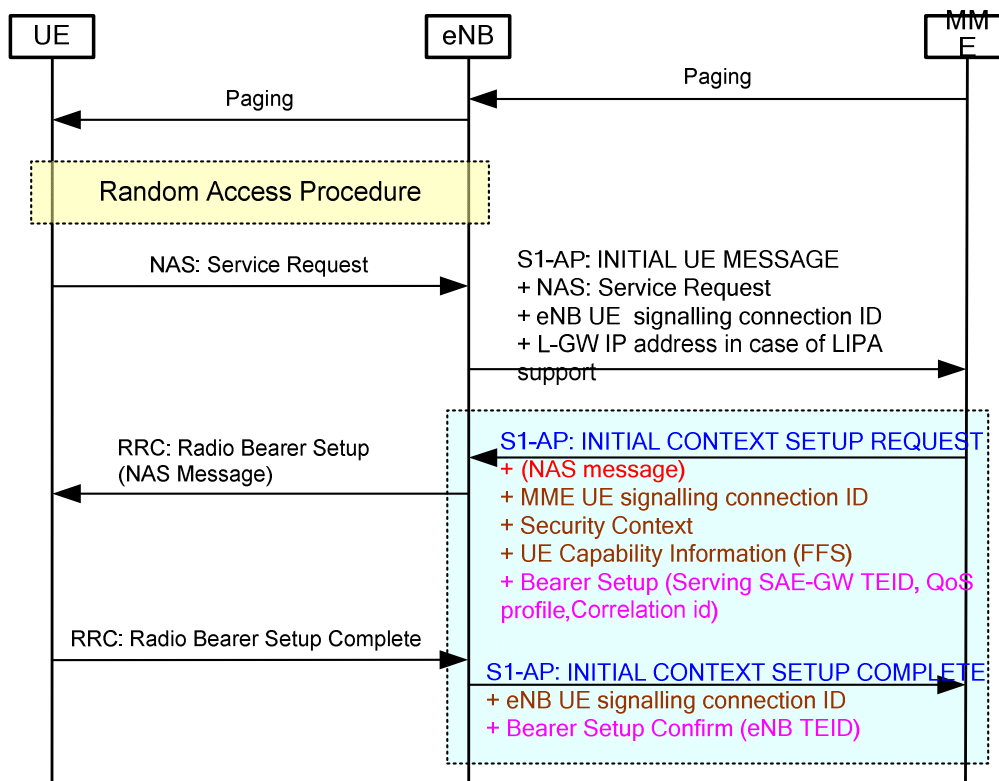 UE
eNB
MM
E
Paging
Paging
Random Access Procedure
NAS: Service Request
S1-AP: INITIAL UE MESSAGE
+ NAS: Service Request
+ eNB UE  signalling connection ID
+ L-GW IP address in case of LIPA
support
RRC: Radio Bearer Setup
(NAS Message)
S1-AP: INITIAL CONTEXT SETUP REQUEST
+ (NAS message)
+ MME UE signalling connection ID
+ Security Context
+ UE Capability Information (FFS)
+ Bearer Setup (Serving SAE-GW TEID, QoS
profile,Correlation id)
RRC: Radio Bearer Setup Complete
S1-AP: INITIAL CONTEXT SETUP COMPLETE
+ eNB UE signalling connection ID
+ Bearer Setup Confirm (eNB TEID)